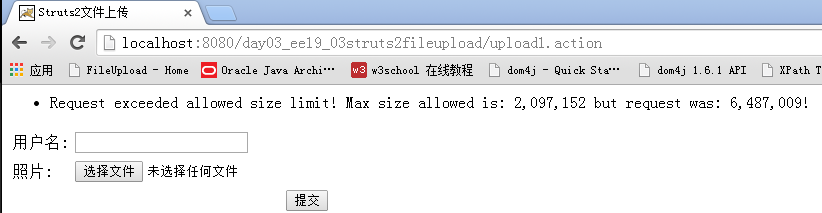 Struts2文件上传
localhost:8080/day03_ee19_03struts2fileupload/upload1.action
应用 FileUpload - Home Oracle Java Archi… w3school 在线教程 dom4j - Quick Sta… dom4j 1.6.1 API XPath T
Request exceeded allowed size limit! Max size allowed is: 2,097,152 but request was: 6,487,009!
用户名:
照片: 选择文件 未选择任何文件
提交